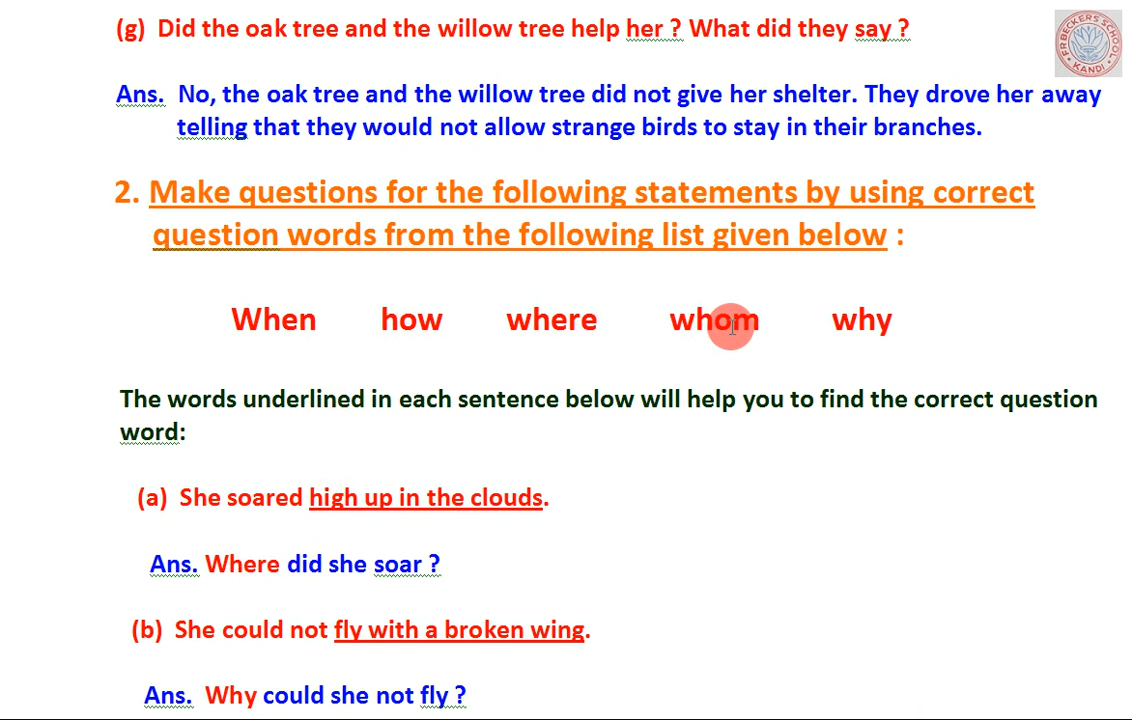 (g) Did the oak tree and the willow tree help her ? What did they say ?
FR BECKERS SCHOOL
KANDI
Ans. No, the oak tree and the willow tree did not give her shelter. They drove her away
telling that they would not allow strange birds to stay in their branches.
2. Make questions for the following statements by using correct
question words from the following list given below :
When how where whom why
The words underlined in each sentence below will help you to find the correct question
word:
(a) She soared high up in the clouds.
Ans. Where did she soar ?
(b) She could not fly with a broken wing.
Ans. Why could she not fly ?